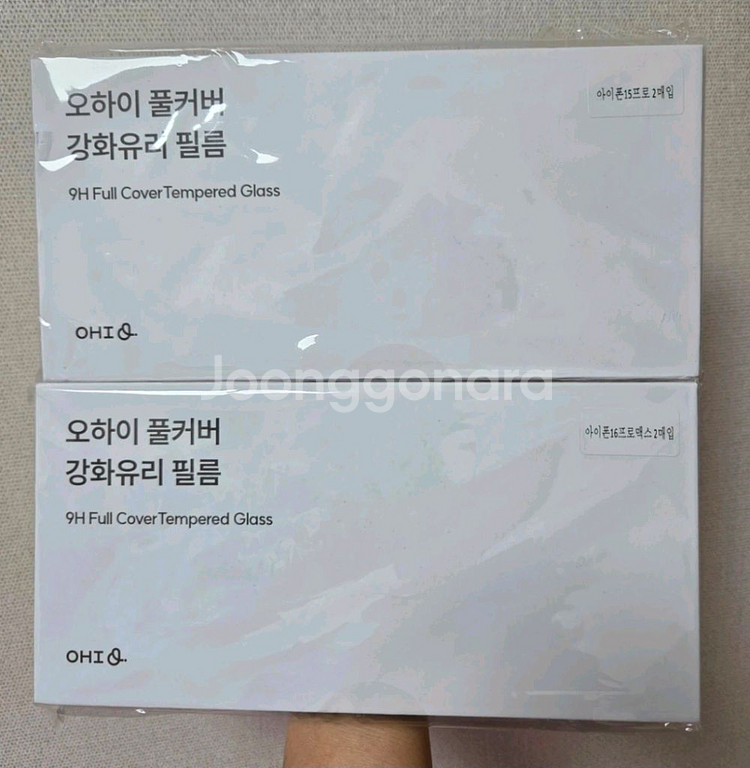 오하이 풀커버
강화유리 필름
9H Full CoverTempered Glass
OHI
아이폰15프로 2매입
Joonggonara
오하이 풀커버
강화유리 필름
9H Full CoverTempered Glass
OHI
아이폰16프로맥스 2매입